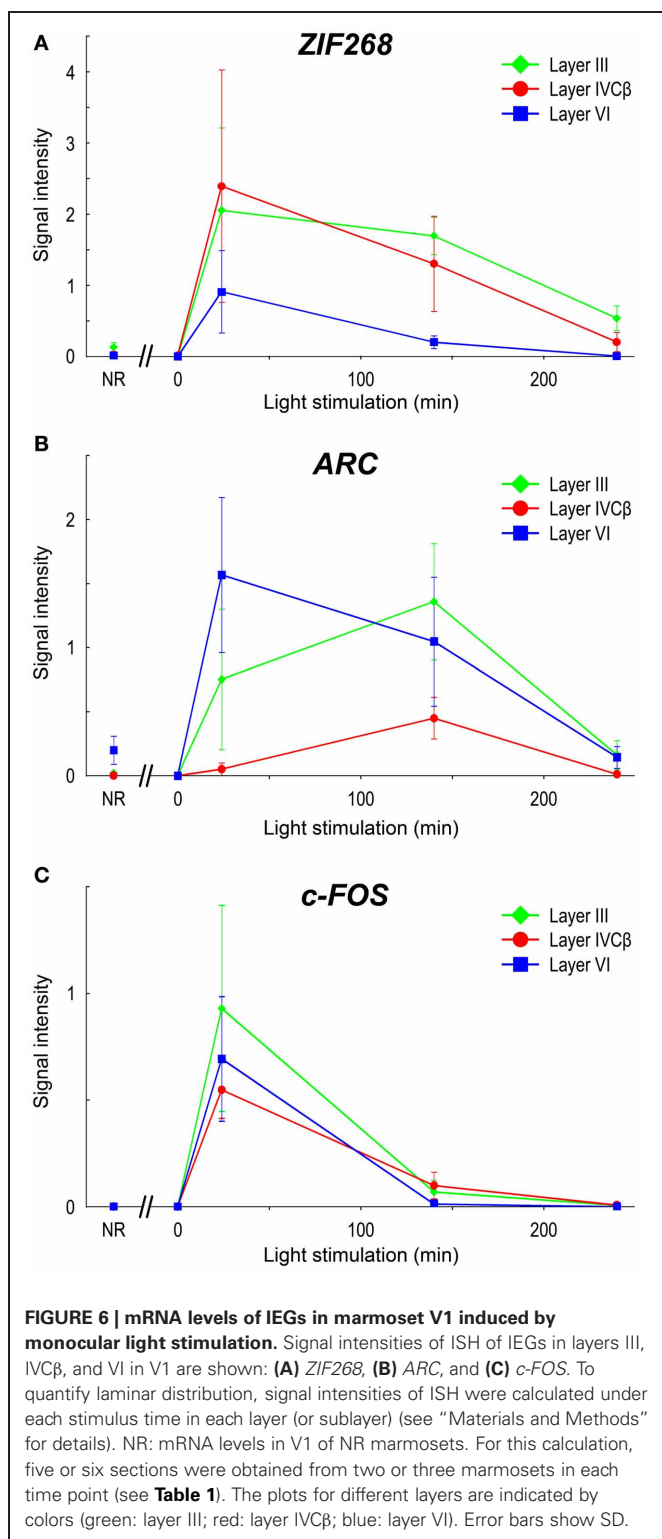 A
ZIF268
Layer III
Layer IVCβ
Layer VI
Signal intensity
4
3
2
1
0
NR
//
0
100
200
Light stimulation (min)
B
ARC
Layer III
Layer IVCβ
Layer VI
Signal intensity
2
1
0
NR
//
0
100
200
Light stimulation (min)
C
c-FOS
Layer III
Layer IVCβ
Layer VI
Signal intensity
1
0
NR
//
0
100
200
Light stimulation (min)
FIGURE 6 | mRNA levels of IEGs in marmoset V1 induced by
monocular light stimulation. Signal intensities of ISH of IEGs in layers III,
IVCβ, and VI in V1 are shown: (A) ZIF268, (B) ARC, and (C) c-FOS. To
quantify laminar distribution, signal intensities of ISH were calculated under
each stimulus time in each layer (or sublayer) (see “Materials and Methods”
for details). NR: mRNA levels in V1 of NR marmosets. For this calculation,
five or six sections were obtained from two or three marmosets in each
time point (see Table 1). The plots for different layers are indicated by
colors (green: layer III; red: layer IVCβ; blue: layer VI). Error bars show SD.